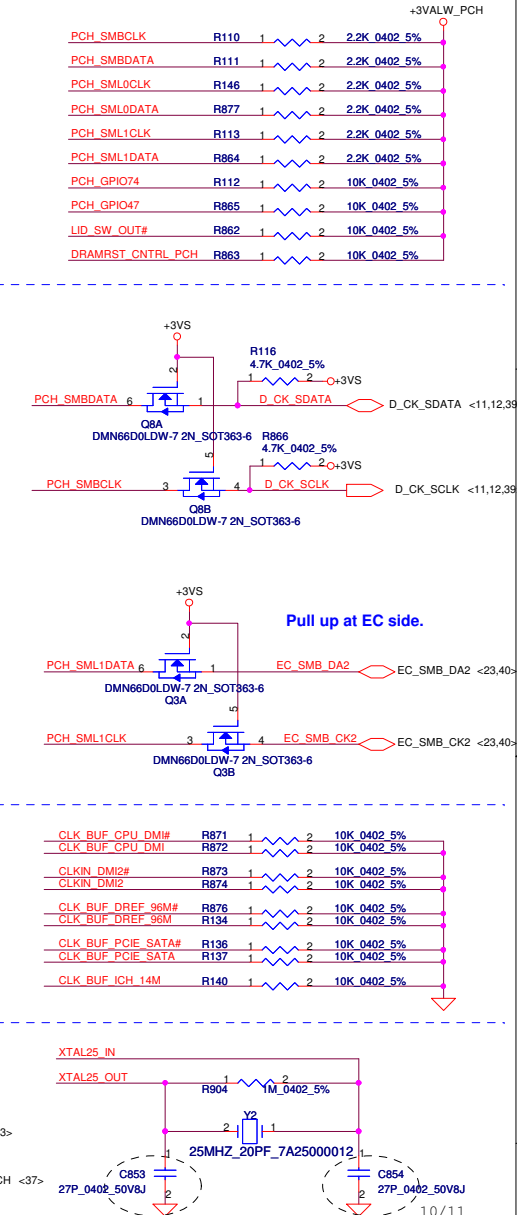 +3VALW_PCH
PCH_SMBCLK R110 1 2 2.2K_0402_5%
PCH_SMBDATA R111 1 2 2.2K_0402_5%
PCH_SML0CLK R146 1 2 2.2K_0402_5%
PCH_SML0DATA R877 1 2 2.2K_0402_5%
PCH_SML1CLK R113 1 2 2.2K_0402_5%
PCH_SML1DATA R864 1 2 2.2K_0402_5%
PCH_GPIO74 R112 1 2 10K_0402_5%
PCH_GPIO47 R865 1 2 10K_0402_5%
LID_SW_OUT# R862 1 2 10K_0402_5%
DRAMRST_CNTRL_PCH R863 1 2 10K_0402_5%
+3VS
R116
4.7K_0402_5%
2
1 2 +3VS
PCH_SMBDATA 6 1 D_CK_SDATA D_CK_SDATA <11,12,39
Q8A
DMN66D0LDW-7 2N_SOT363-6
R866
4.7K_0402_5%
5
1 2 +3VS
PCH_SMBCLK 3 4 D_CK_SCLK D_CK_SCLK <11,12,39
Q8B
DMN66D0LDW-7 2N_SOT363-6
+3VS
Pull up at EC side.
2
PCH_SML1DATA 6 1 EC_SMB_DA2 EC_SMB_DA2 <23,40>
DMN66D0LDW-7 2N_SOT363-6
Q3A
5
PCH_SML1CLK 3 4 EC_SMB_CK2 EC_SMB_CK2 <23,40>
DMN66D0LDW-7 2N_SOT363-6
Q3B
CLK_BUF_CPU_DMI# R871 1 2 10K_0402_5%
CLK_BUF_CPU_DMI R872 1 2 10K_0402_5%
CLKIN_DMI2# R873 1 2 10K_0402_5%
CLKIN_DMI2 R874 1 2 10K_0402_5%
CLK_BUF_DREF_96M# R876 1 2 10K_0402_5%
CLK_BUF_DREF_96M R134 1 2 10K_0402_5%
CLK_BUF_PCIE_SATA# R136 1 2 10K_0402_5%
CLK_BUF_PCIE_SATA R137 1 2 10K_0402_5%
CLK_BUF_ICH_14M R140 1 2 10K_0402_5%
XTAL25_IN
XTAL25_OUT
R904 1 2 1M_0402_5%
Y2
2 1
3>
25MHZ_20PF_7A25000012
1 1
CH <37>
C853 C854
27P_0402_50V8J 27P_0402_50V8J
2 2
10/11